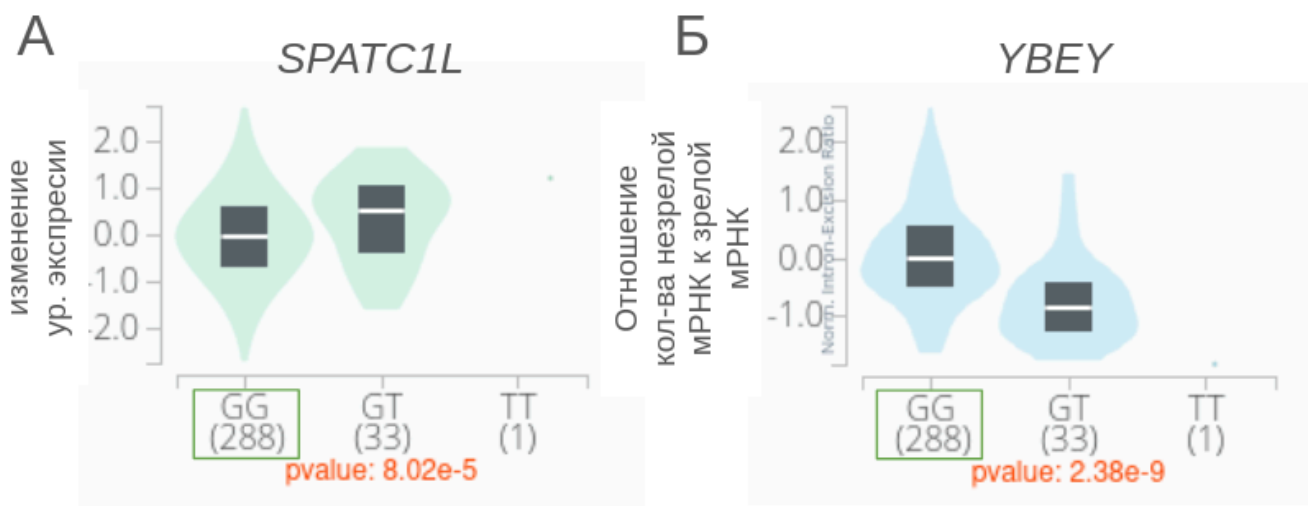 А
SPATC1L
изменение
ур. экспресии
2.0
1.0
0.0
-1.0
-2.0
GG
(288)
GT
(33)
TT
(1)
pvalue: 8.02e-5
Б
YBEY
Отношение
кол-ва незрелой
мРНК к зрелой
мРНК
Norm. Intron-Excision Ratio
2.0
1.0
0.0
-1.0
GG
(288)
GT
(33)
TT
(1)
pvalue: 2.38e-9